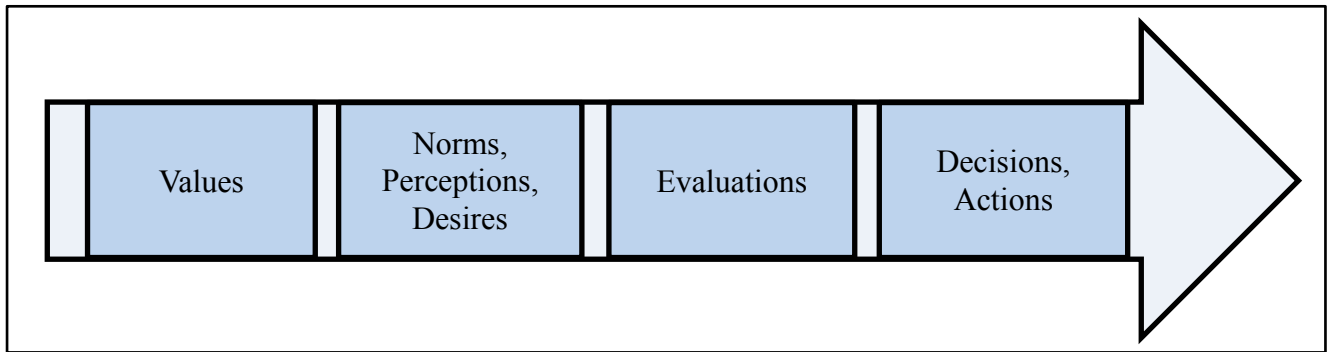 Values
Norms,
Perceptions,
Desires
Evaluations
Decisions,
Actions